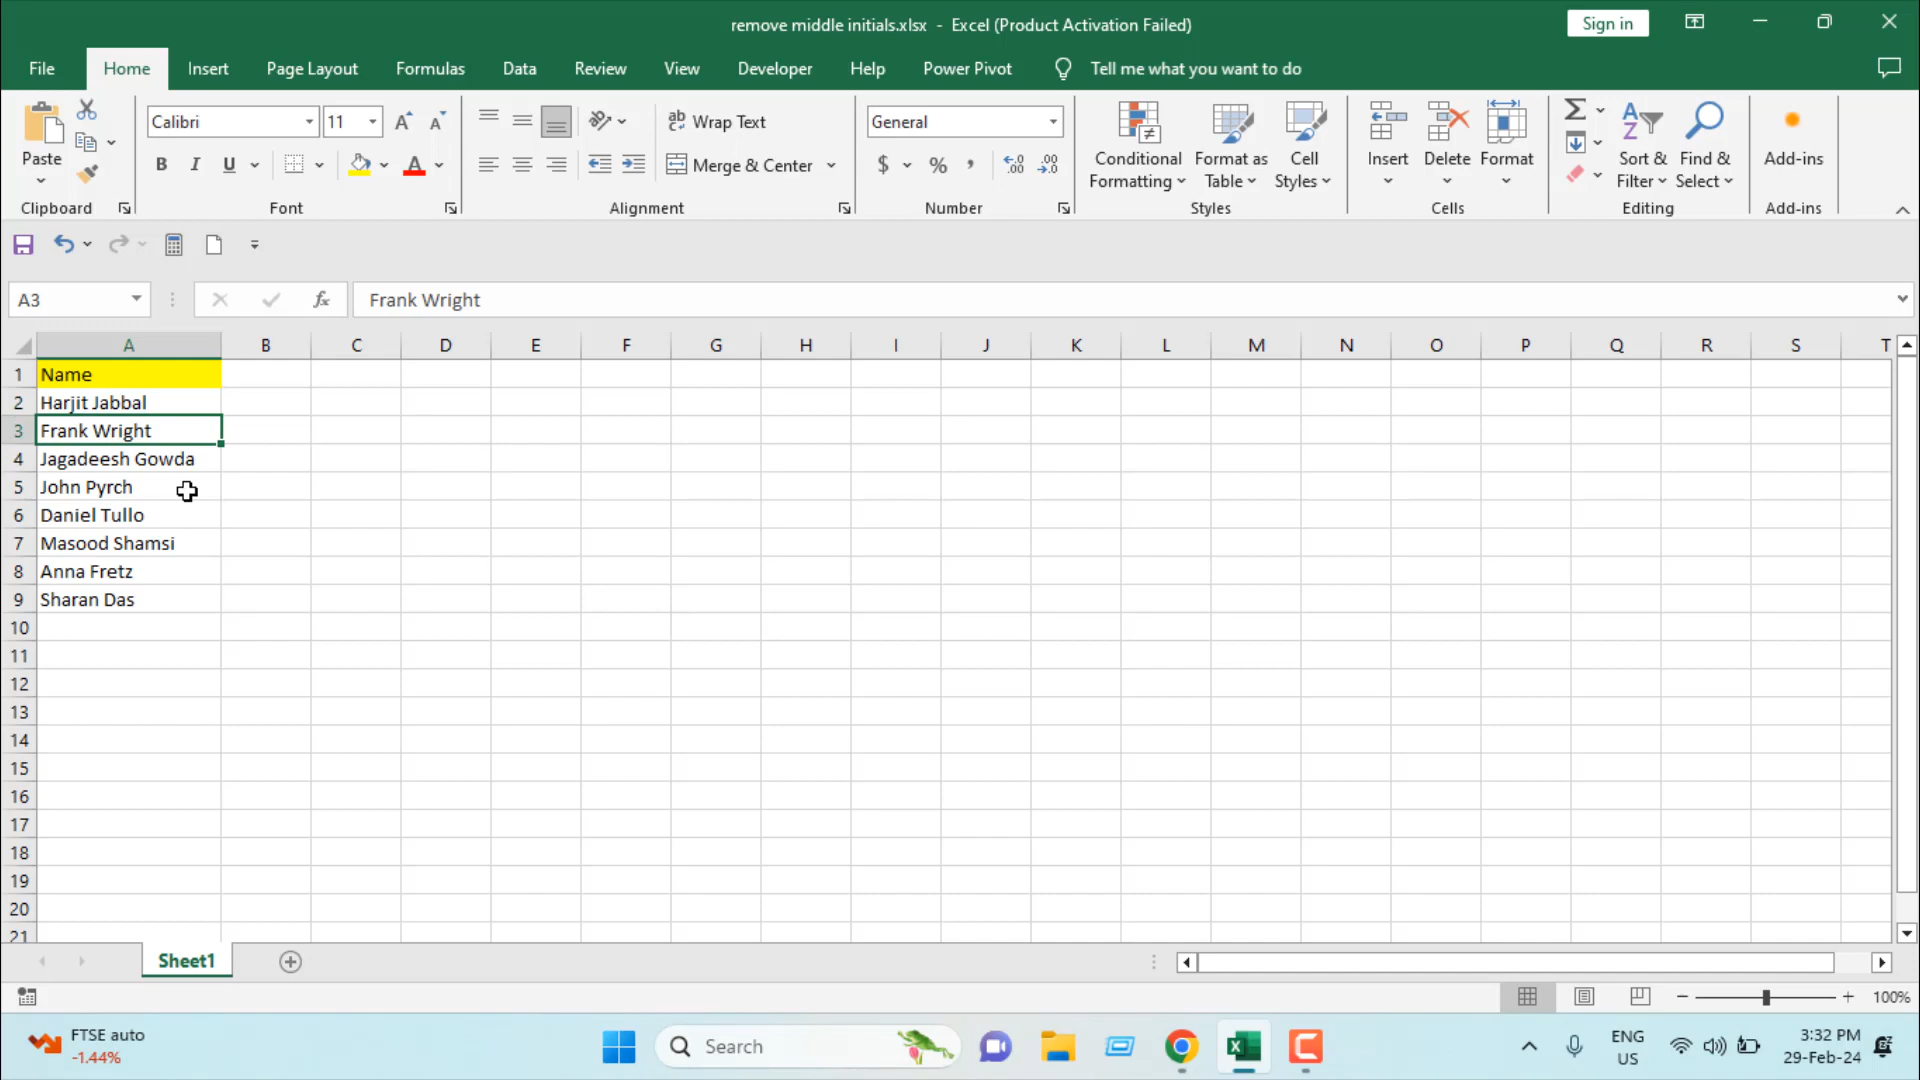 remove middle initials.xlsx - Excel (Product Activation Failed)
Sign in
File Home Insert Page Layout Formulas Data Review View Developer Help Power Pivot Tell me what you want to do
Paste
Calibri 11
B I U A
ab Wrap Text
Merge & Center
General
$ % ,
Conditional Formatting
Format as Table
Cell Styles
Insert Delete Format
Sort & Filter
Find & Select
Add-ins
Clipboard Font Alignment Number Styles Cells Editing Add-ins
A3 fx Frank Wright
A B C D E F G H I J K L M N O P Q R S T
1 Name
2 Harjit Jabbal
3 Frank Wright
4 Jagadeesh Gowda
5 John Pyrch
6 Daniel Tullo
7 Masood Shamsi
8 Anna Fretz
9 Sharan Das
10
11
12
13
14
15
16
17
18
19
20
21
Sheet1
100%
FTSE auto
-1.44%
Search
ENG
US
3:32 PM
29-Feb-24